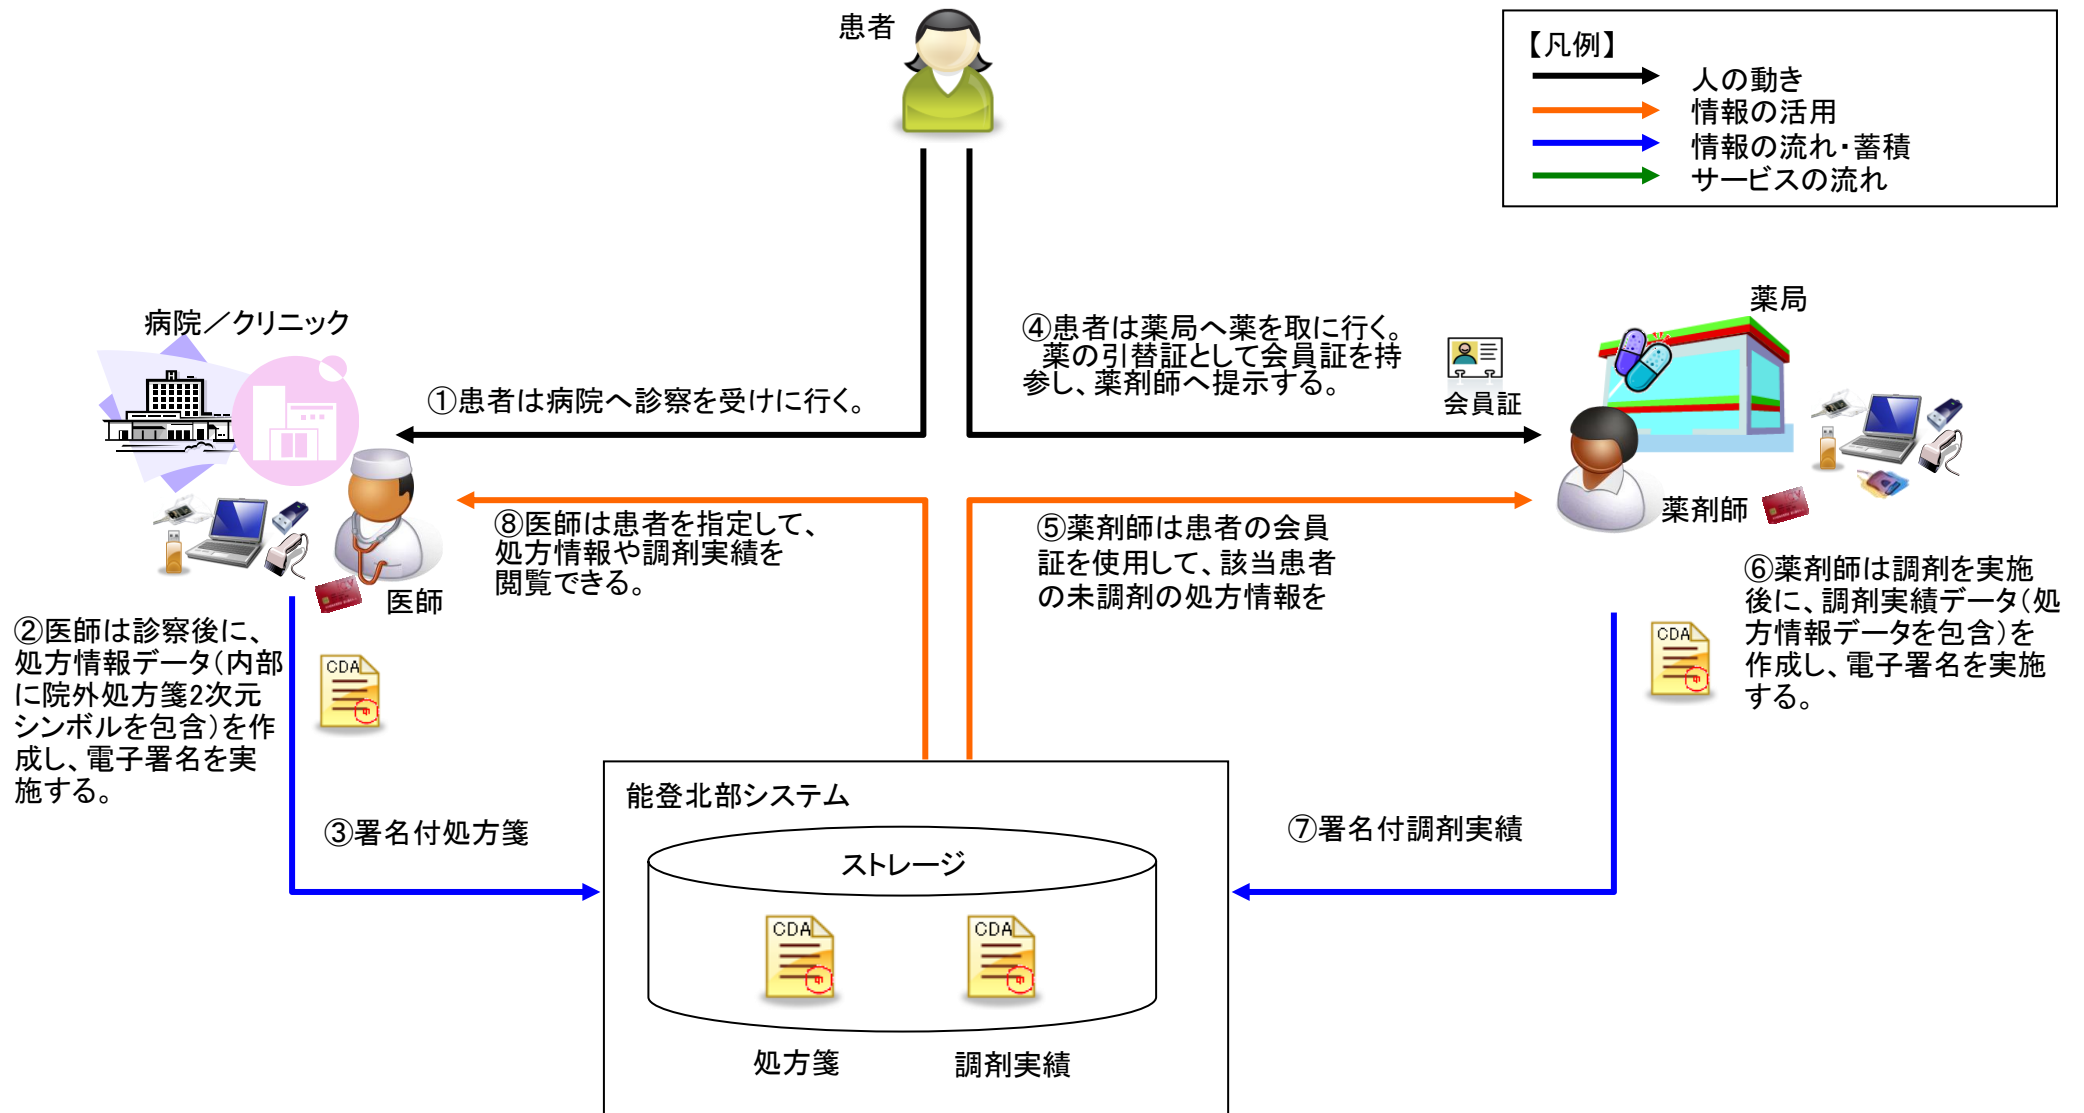 患者
【凡例】
人の動き
情報の活用
情報の流れ・蓄積
サービスの流れ
病院／クリニック
①患者は病院へ診察を受けに行く。
④患者は薬局へ薬を取に行く。
薬の引替証として会員証を持
参し、薬剤師へ提示する。
会員証
薬局
薬剤師
⑧医師は患者を指定して、
処方情報や調剤実績を
閲覧できる。
⑤薬剤師は患者の会員
証を使用して、該当患者
の未調剤の処方情報を
医師
②医師は診察後に、
処方情報データ（内部
に院外処方箋2次元
シンボルを包含）を作
成し、電子署名を実
施する。
CDA
⑥薬剤師は調剤を実施
後に、調剤実績データ（処
方情報データを包含）を
作成し、電子署名を実施
する。
CDA
③署名付処方箋
⑦署名付調剤実績
能登北部システム
ストレージ
CDA
CDA
処方箋
調剤実績